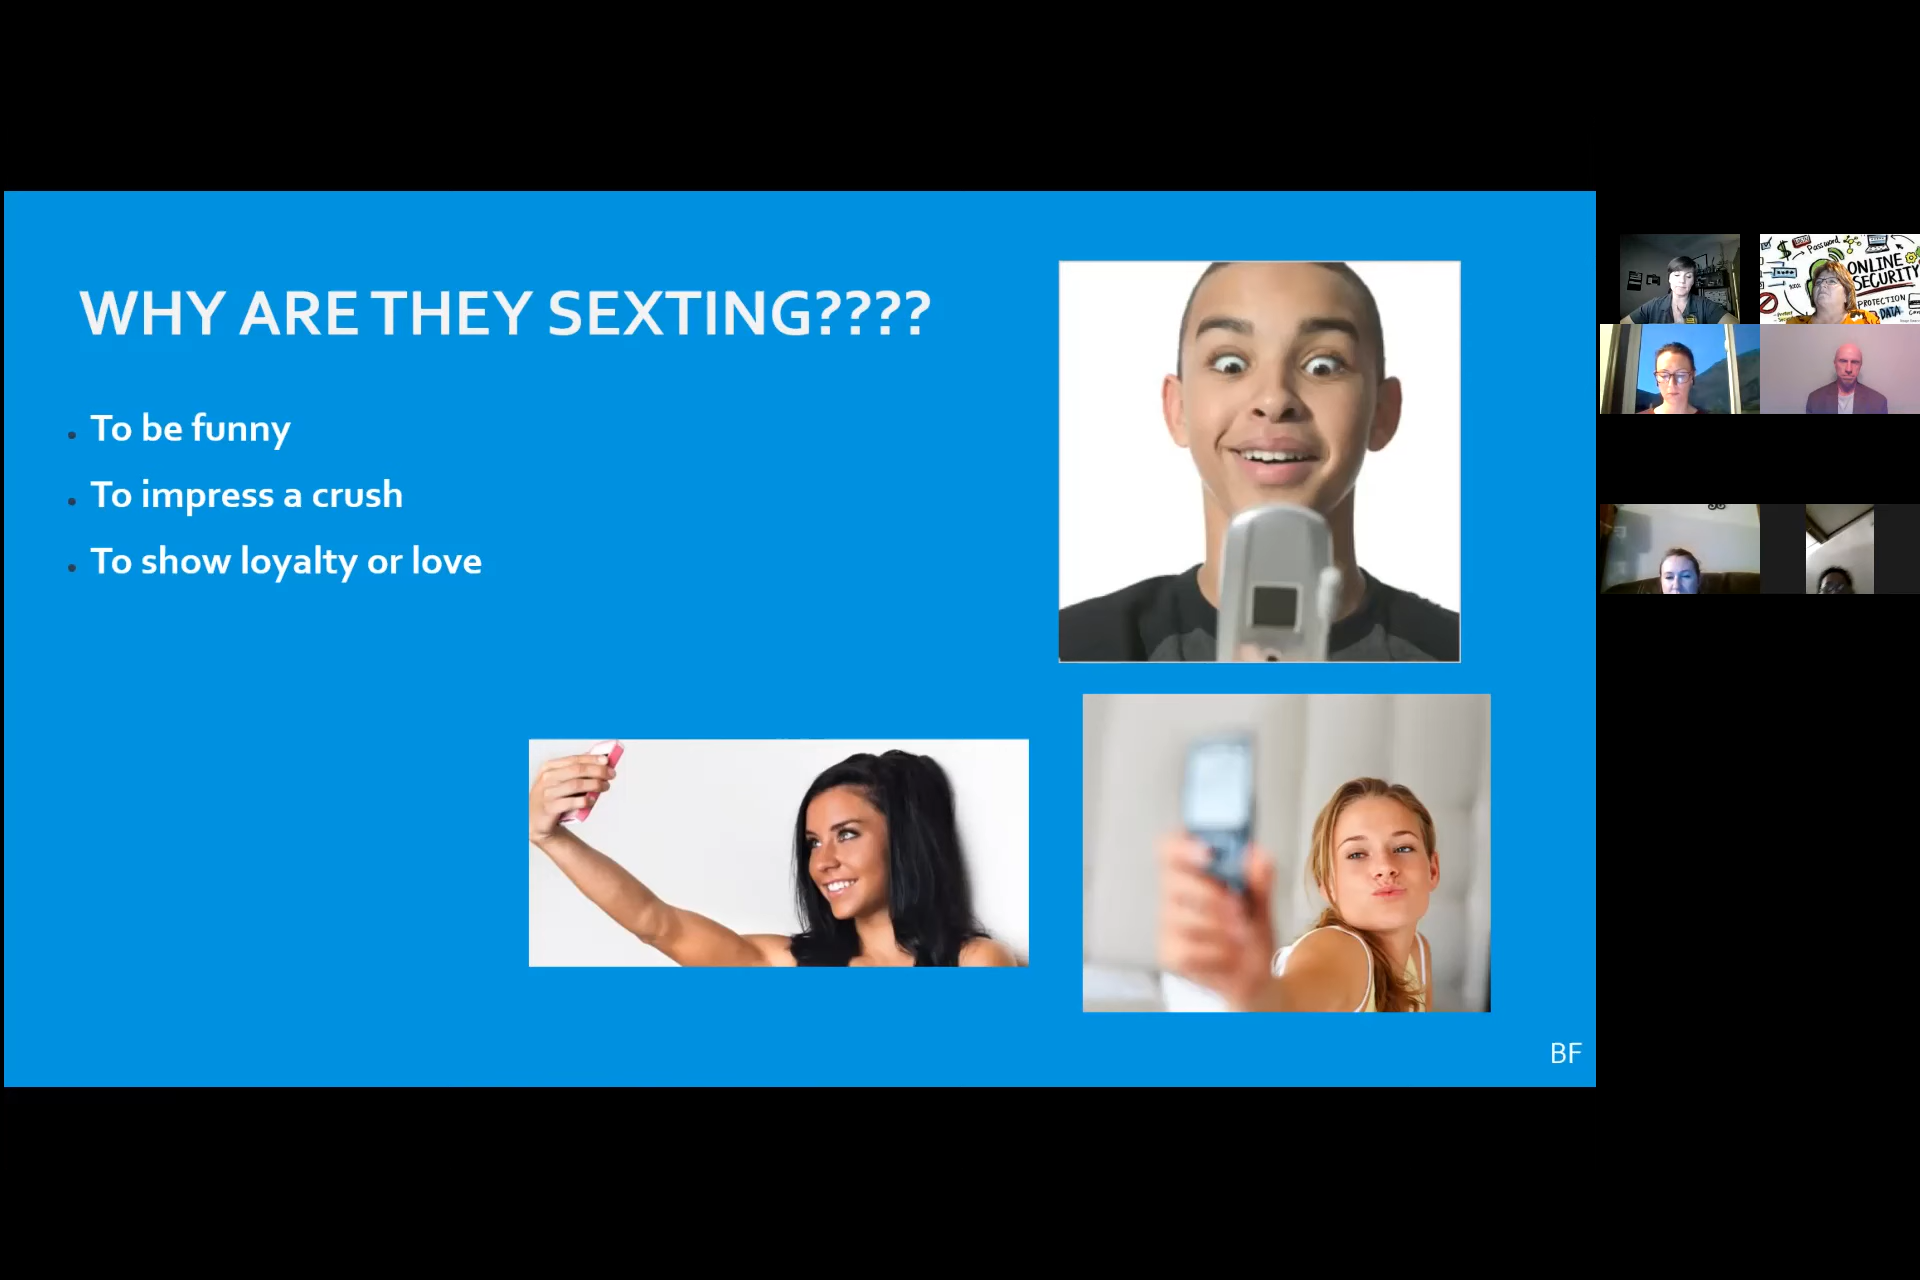 WHY ARE THEY SEXTING????
To be funny
To impress a crush
To show loyalty or love
BF
Password
ONLINE
SECURITY
PROTECTION
DATA